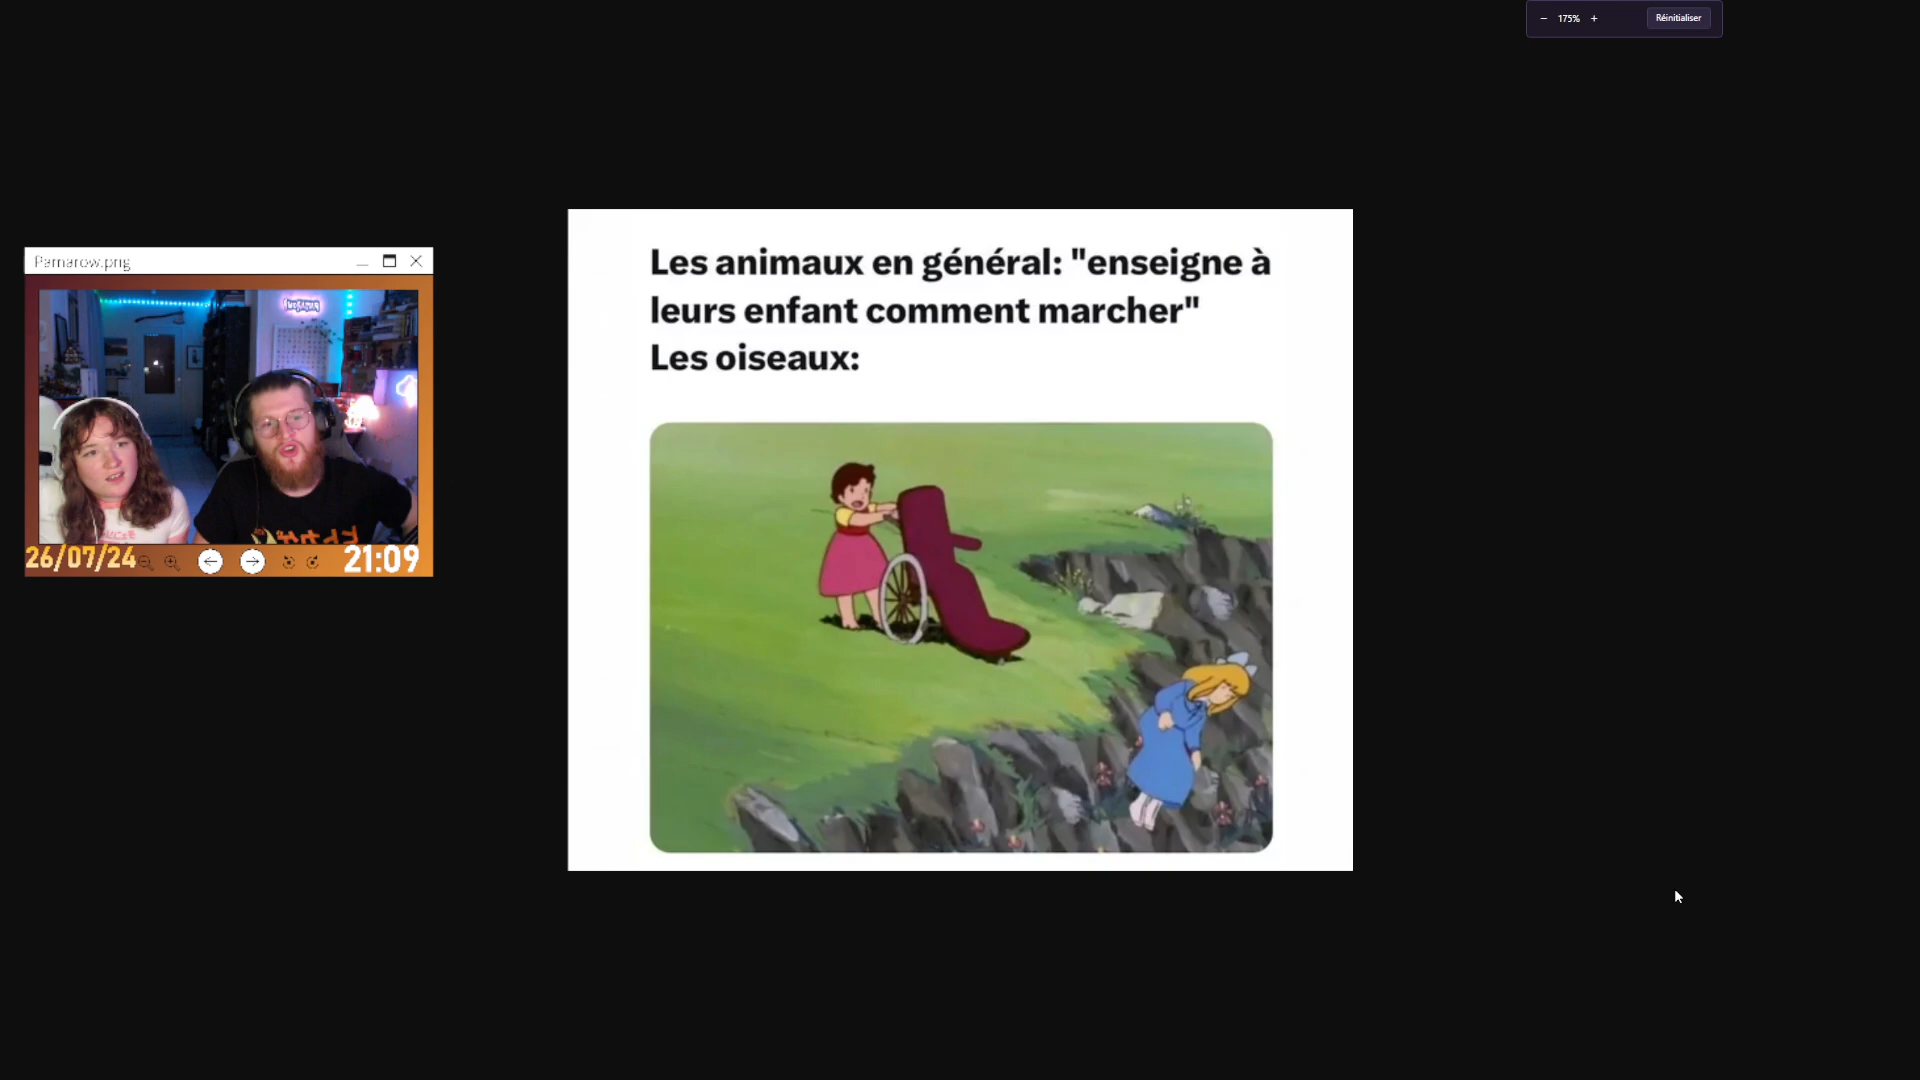 175%
Réinitialiser
Les animaux en général: "enseigne à
leurs enfant comment marcher"
Les oiseaux:
Pamarow.png
26/07/24
21:09